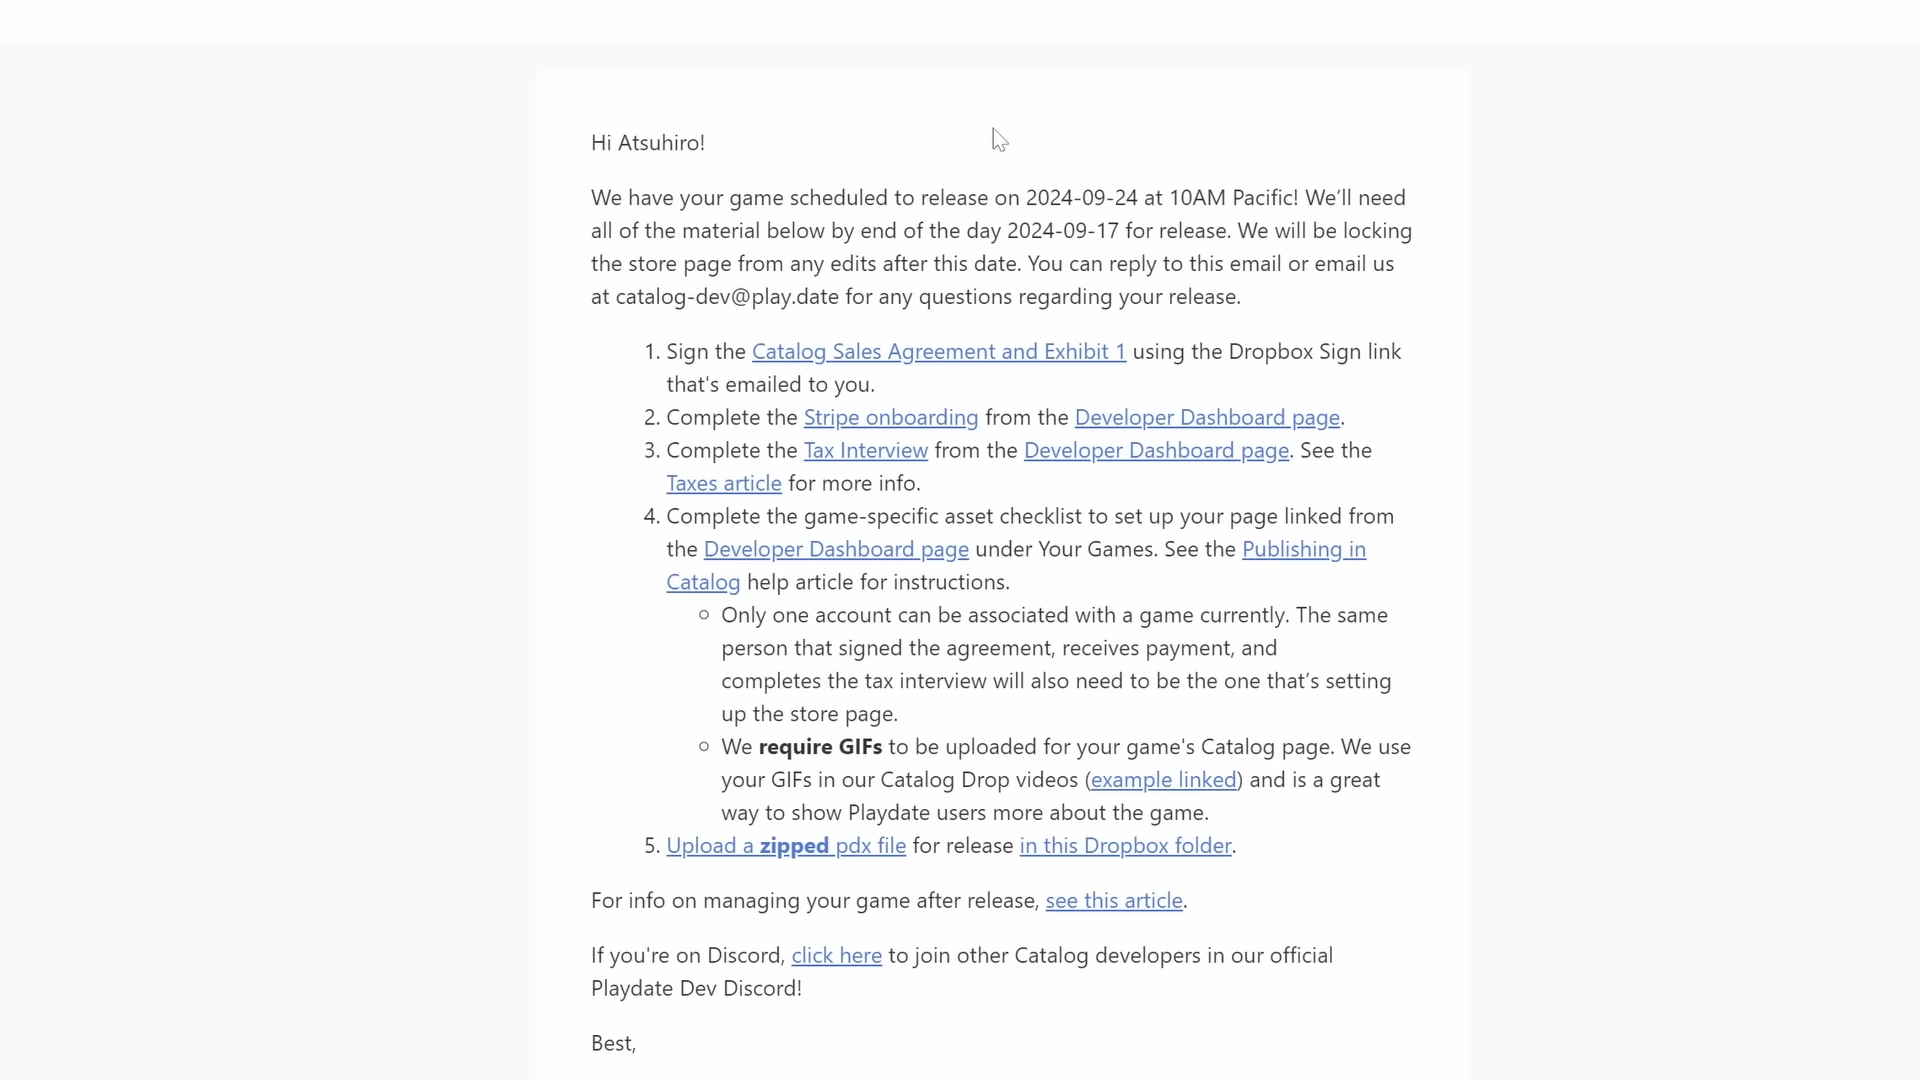 Hi Atsuhiro!
We have your game scheduled to release on 2024-09-24 at 10AM Pacific! We’ll need
all of the material below by end of the day 2024-09-17 for release. We will be locking
the store page from any edits after this date. You can reply to this email or email us
at catalog-dev@play.date for any questions regarding your release.
1. Sign the Catalog Sales Agreement and Exhibit 1 using the Dropbox Sign link
that's emailed to you.
2. Complete the Stripe onboarding from the Developer Dashboard page.
3. Complete the Tax Interview from the Developer Dashboard page. See the
Taxes article for more info.
4. Complete the game-specific asset checklist to set up your page linked from
the Developer Dashboard page under Your Games. See the Publishing in
Catalog help article for instructions.
○ Only one account can be associated with a game currently. The same
person that signed the agreement, receives payment, and
completes the tax interview will also need to be the one that’s setting
up the store page.
○ We require GIFs to be uploaded for your game's Catalog page. We use
your GIFs in our Catalog Drop videos (example linked) and is a great
way to show Playdate users more about the game.
5. Upload a zipped pdx file for release in this Dropbox folder.
For info on managing your game after release, see this article.
If you're on Discord, click here to join other Catalog developers in our official
Playdate Dev Discord!
Best,